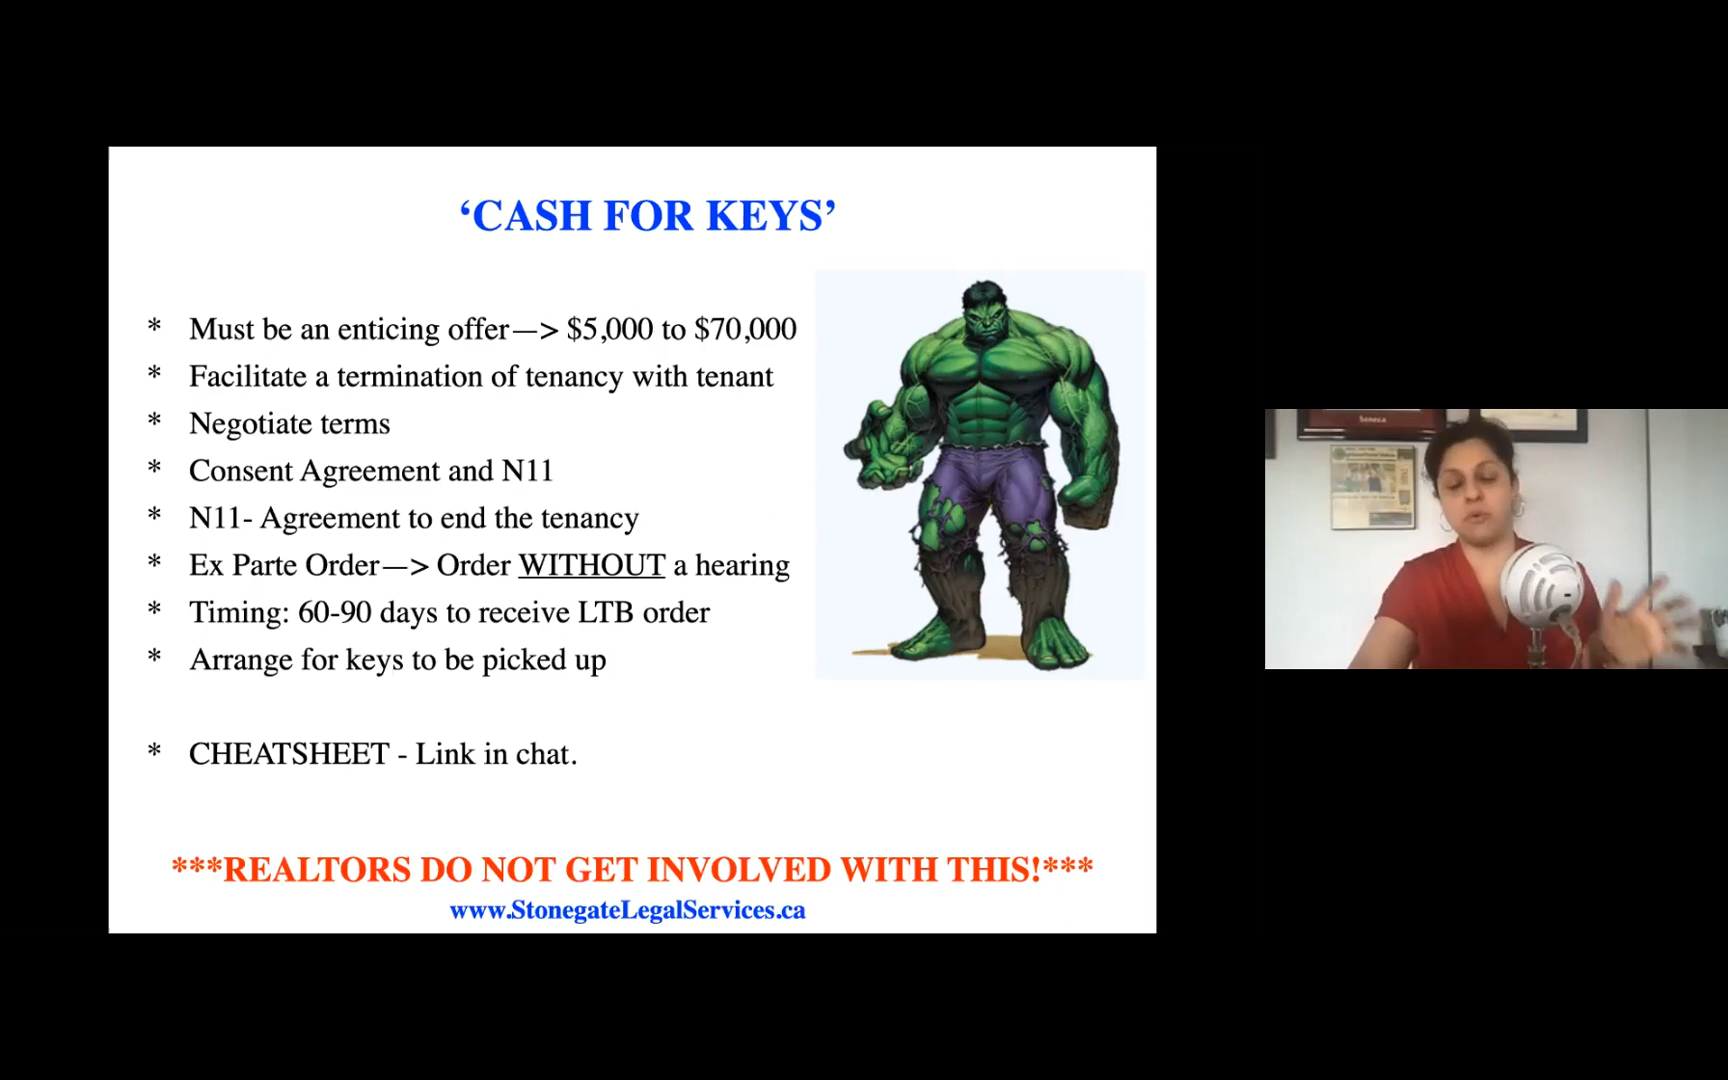 ‘CASH FOR KEYS’
* Must be an enticing offer—> $5,000 to $70,000
* Facilitate a termination of tenancy with tenant
* Negotiate terms
* Consent Agreement and N11
* N11- Agreement to end the tenancy
* Ex Parte Order—> Order WITHOUT a hearing
* Timing: 60-90 days to receive LTB order
* Arrange for keys to be picked up
* CHEATSHEET - Link in chat.
***REALTORS DO NOT GET INVOLVED WITH THIS!***
www.StonegateLegalServices.ca
Seneca